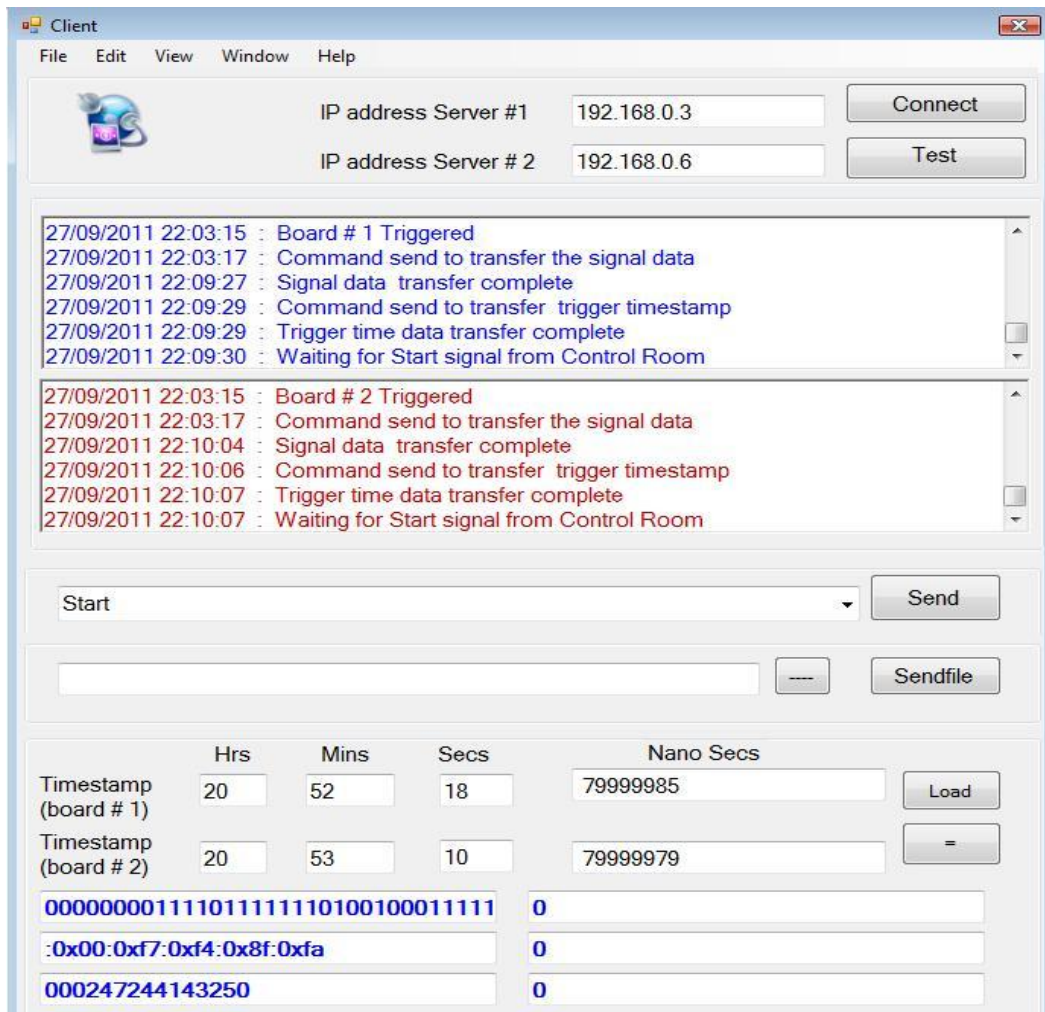 Client
File Edit View Window Help
IP address Server #1 192.168.0.3 Connect
IP address Server # 2 192.168.0.6 Test
27/09/2011 22:03:15 : Board # 1 Triggered
27/09/2011 22:03:17 : Command send to transfer the signal data
27/09/2011 22:09:27 : Signal data transfer complete
27/09/2011 22:09:29 : Command send to transfer trigger timestamp
27/09/2011 22:09:29 : Trigger time data transfer complete
27/09/2011 22:09:30 : Waiting for Start signal from Control Room
27/09/2011 22:03:15 : Board # 2 Triggered
27/09/2011 22:03:17 : Command send to transfer the signal data
27/09/2011 22:10:04 : Signal data transfer complete
27/09/2011 22:10:06 : Command send to transfer trigger timestamp
27/09/2011 22:10:07 : Trigger time data transfer complete
27/09/2011 22:10:07 : Waiting for Start signal from Control Room
Start Send
---- Sendfile
Hrs Mins Secs Nano Secs
Timestamp (board # 1) 20 52 18 79999985 Load
Timestamp (board # 2) 20 53 10 79999979 =
000000001111011111110100100011111 0
:0x00:0xf7:0xf4:0x8f:0xfa 0
000247244143250 0